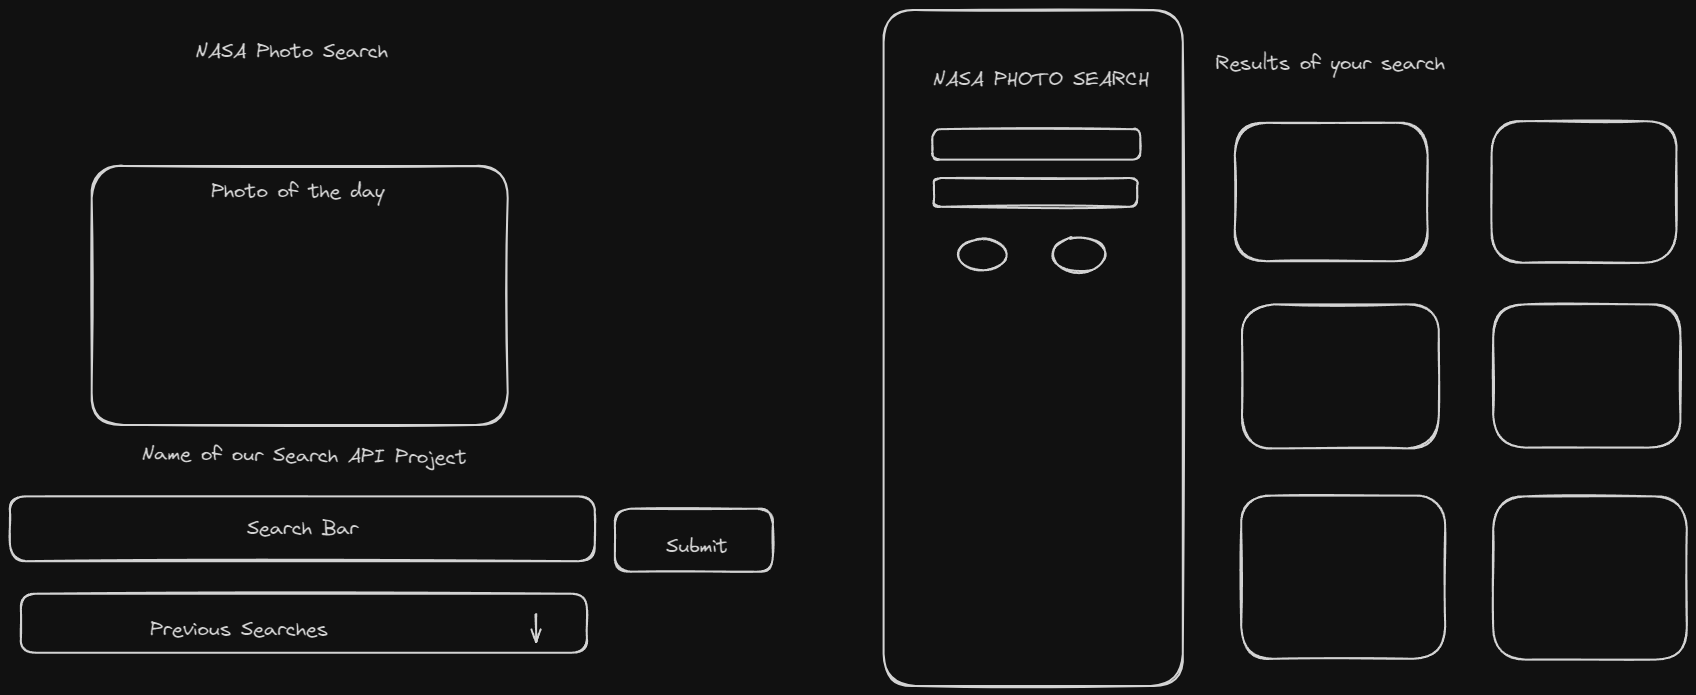 NASA Photo Search
Photo of the day
Name of our Search API Project
Search Bar
Submit
Previous Searches
NASA PHOTO SEARCH
Results of your search